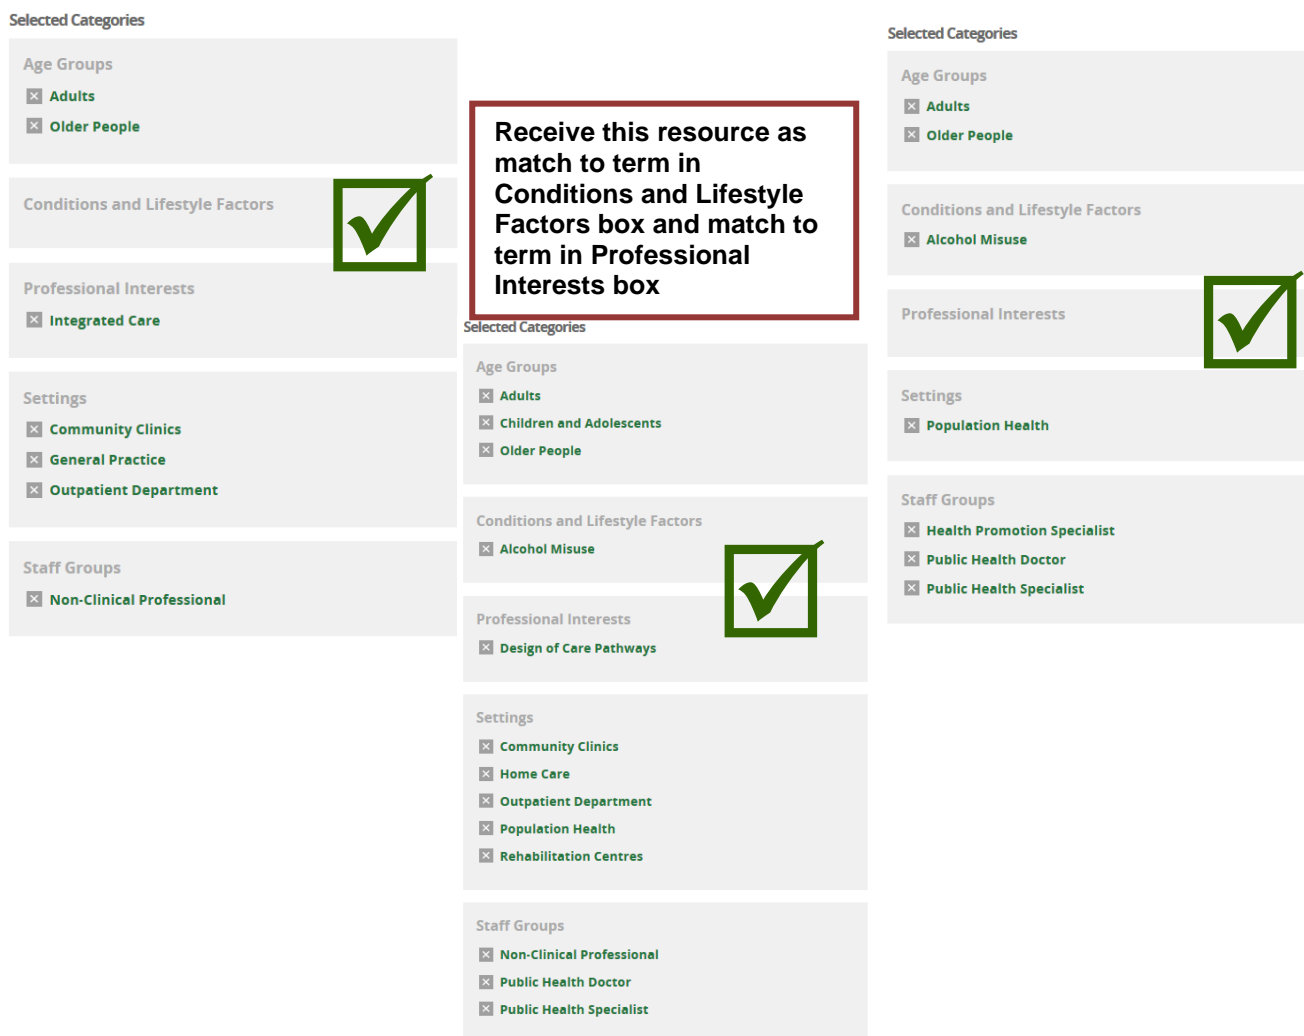 Selected Categories
Age Groups
Adults
Older People
Conditions and Lifestyle Factors
Professional Interests
Integrated Care
Settings
Community Clinics
General Practice
Outpatient Department
Staff Groups
Non-Clinical Professional
Receive this resource as
match to term in
Conditions and Lifestyle
Factors box and match to
term in Professional
Interests box
Selected Categories
Age Groups
Adults
Children and Adolescents
Older People
Conditions and Lifestyle Factors
Alcohol Misuse
Professional Interests
Design of Care Pathways
Settings
Community Clinics
Home Care
Outpatient Department
Population Health
Rehabilitation Centres
Staff Groups
Non-Clinical Professional
Public Health Doctor
Public Health Specialist
Selected Categories
Age Groups
Adults
Older People
Conditions and Lifestyle Factors
Alcohol Misuse
Professional Interests
Settings
Population Health
Staff Groups
Health Promotion Specialist
Public Health Doctor
Public Health Specialist